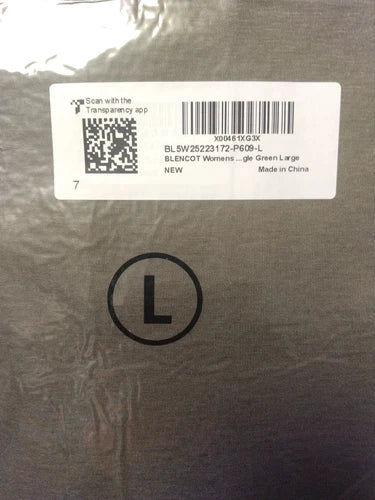 Scan with the
Transparency app
X00461XG3X
BL5W25223172-P609-L
BLENCOT Womens ...gle Green Large
NEW
Made in China
7
L